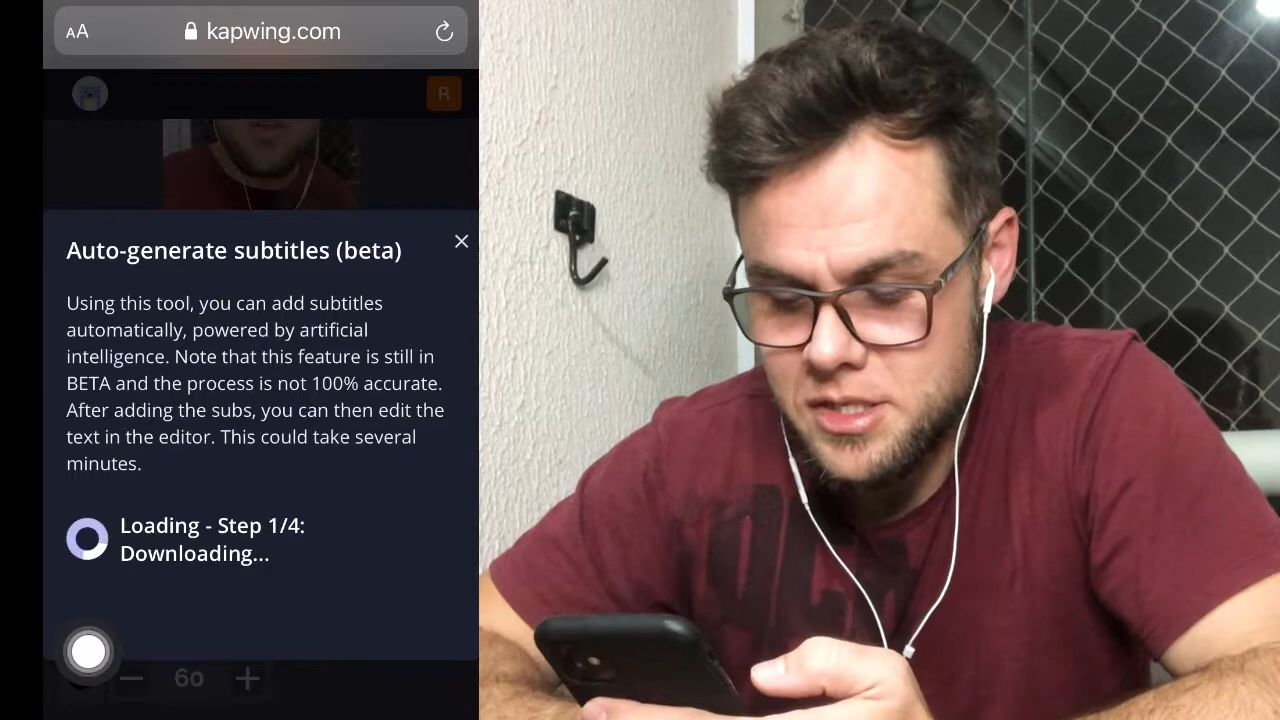 AA kapwing.com
R
Auto-generate subtitles (beta)
Using this tool, you can add subtitles
automatically, powered by artificial
intelligence. Note that this feature is still in
BETA and the process is not 100% accurate.
After adding the subs, you can then edit the
text in the editor. This could take several
minutes.
Loading - Step 1/4:
Downloading...
60